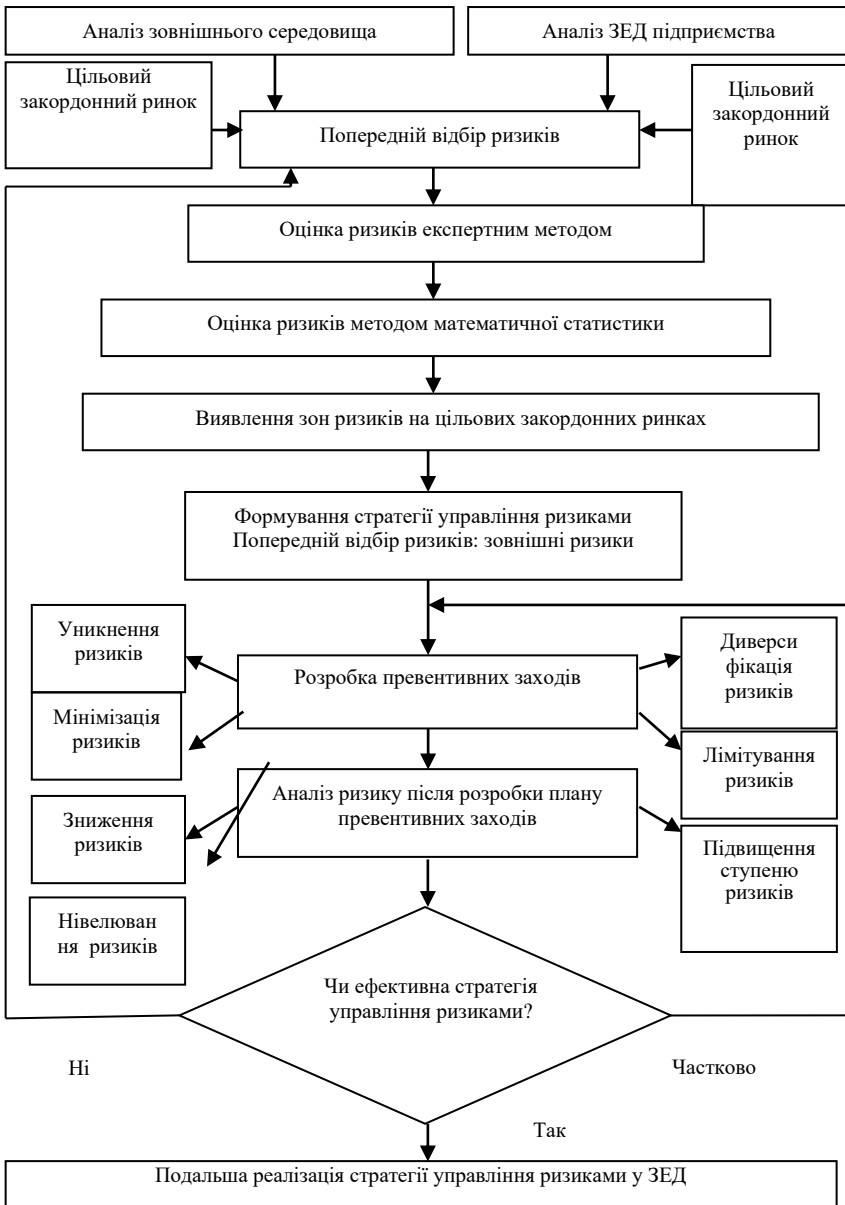 Аналіз зовнішнього середовища
Аналіз ЗЕД підприємства
Цільовий
закордонний ринок
Попередній відбір ризиків
Цільовий
закордонний
ринок
Оцінка ризиків експертним методом
Оцінка ризиків методом математичної статистики
Виявлення зон ризиків на цільових закордонних ринках
Формування стратегії управління ризиками
Попередній відбір ризиків: зовнішні ризики
Уникнення
ризиків
Розробка превентивних заходів
Диверси
фікація
ризиків
Мінімізація
ризиків
Лімітування
ризиків
Аналіз ризику після розробки плану
превентивних заходів
Зниження
ризиків
Підвищення
ступеню
ризиків
Нівелюван
ня ризиків
Чи ефективна стратегія
управління ризиками?
Ні
Частково
Так
Подальша реалізація стратегії управління ризиками у ЗЕД